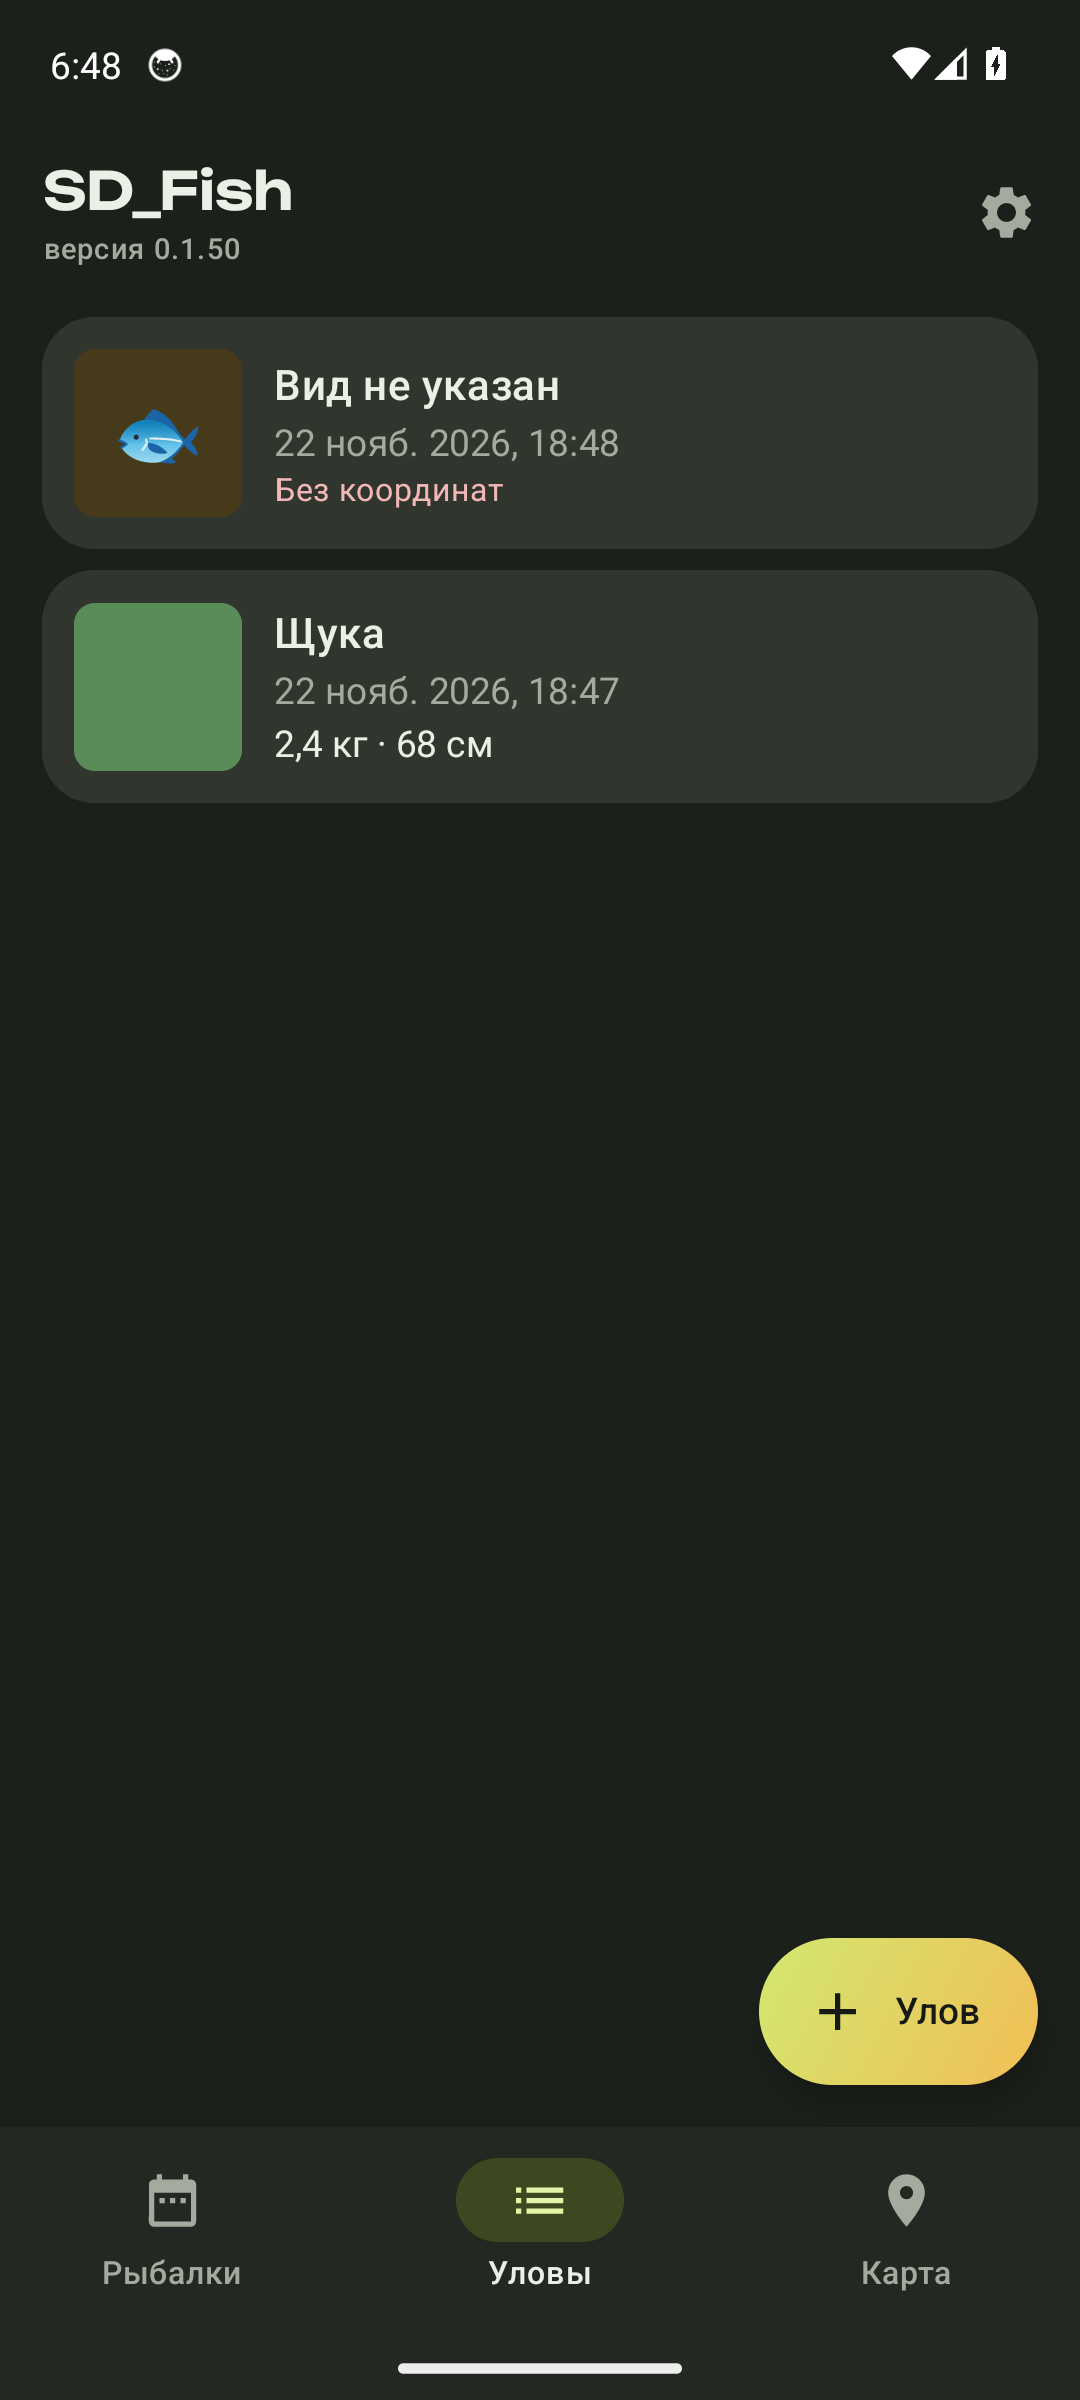 6:48
SD_Fish
версия 0.1.50
Вид не указан
22 нояб. 2026, 18:48
Без координат
Щука
22 нояб. 2026, 18:47
2,4 кг · 68 см
+ Улов
Рыбалки
Уловы
Карта